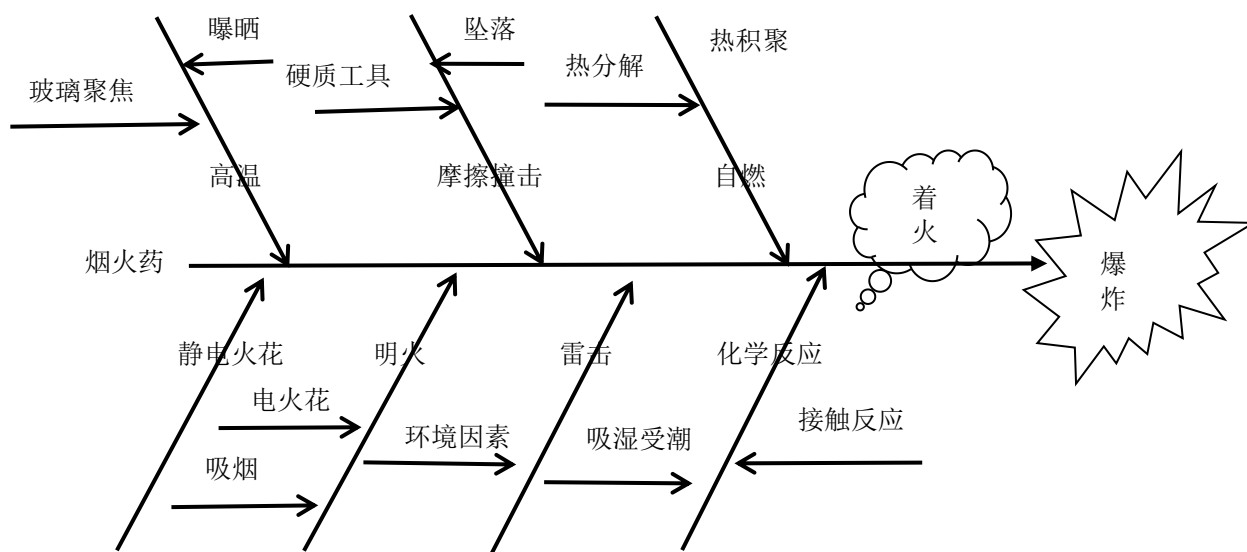 曝晒
坠落
热积聚
玻璃聚焦
硬质工具
热分解
高温
摩擦撞击
自燃
着
火
烟火药
爆
炸
静电火花
明火
雷击
化学反应
电火花
环境因素
吸湿受潮
接触反应
吸烟